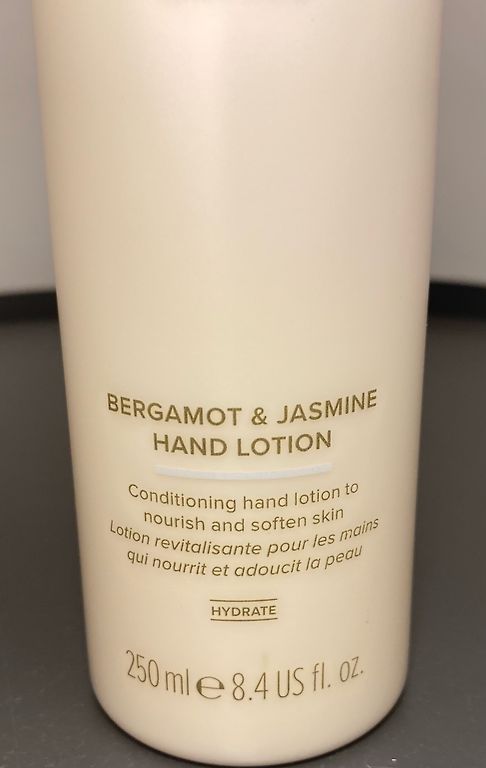 BERGAMOT & JASMINE
HAND LOTION
Conditioning hand lotion to
nourish and soften skin
Lotion revitalisante pour les mains
qui nourrit et adoucit la peau
HYDRATE
250 ml ℮ 8.4 US fl. oz.